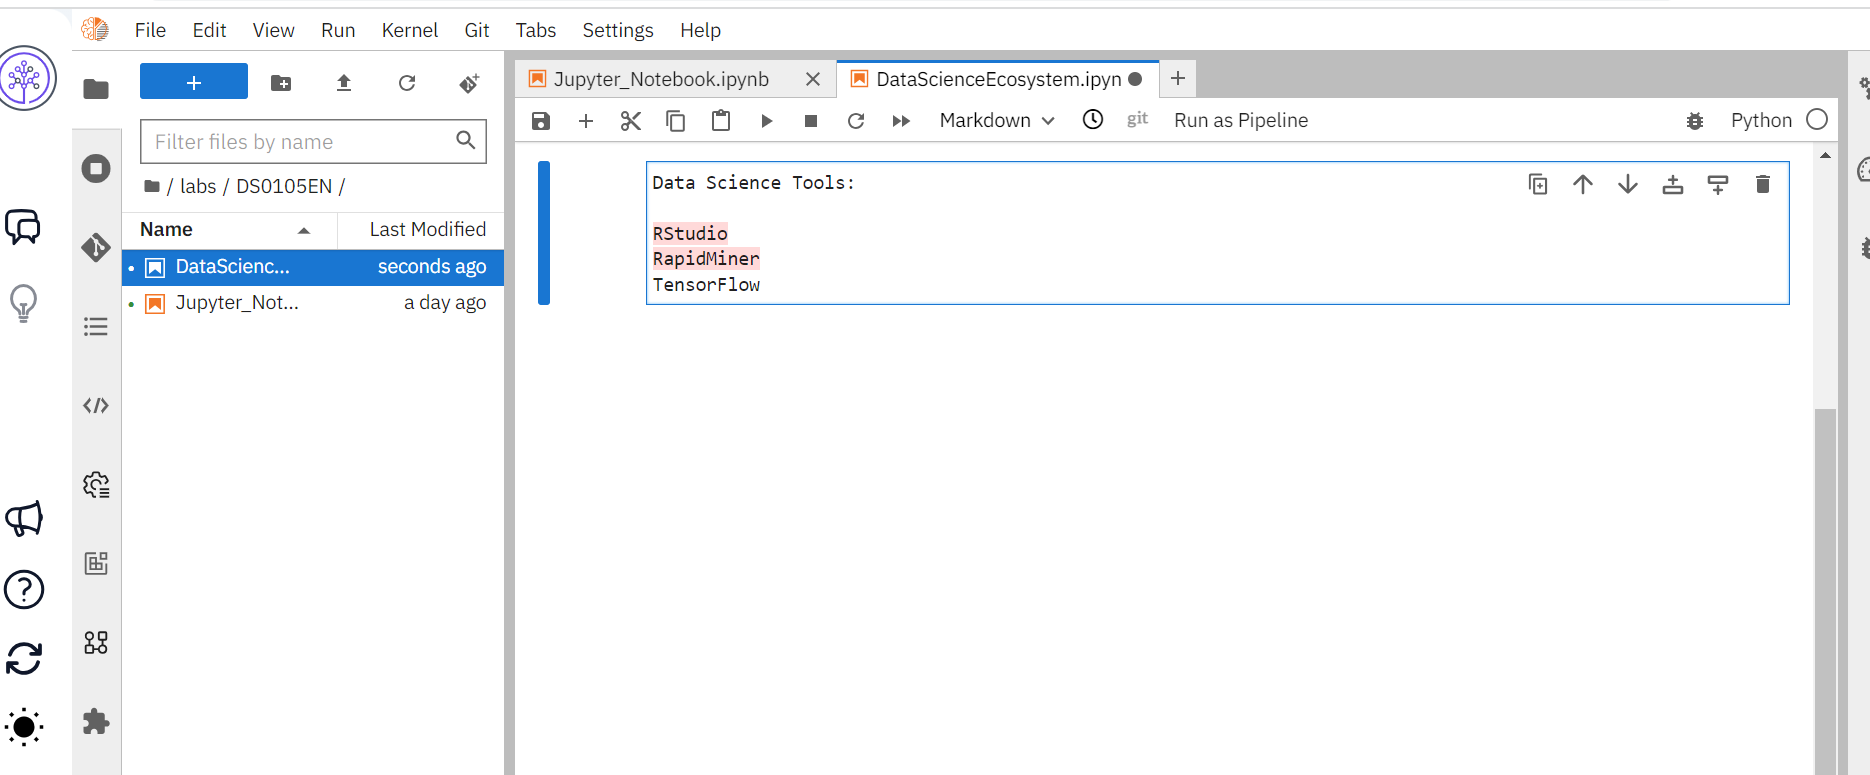 File Edit View Run Kernel Git Tabs Settings Help
+
Filter files by name
/ labs / DS0105EN /
Name Last Modified
DataScienc... seconds ago
Jupyter_Not... a day ago
Jupyter_Notebook.ipynb
DataScienceEcosystem.ipyn
Markdown
git
Run as Pipeline
Python
Data Science Tools:
RStudio
RapidMiner
TensorFlow